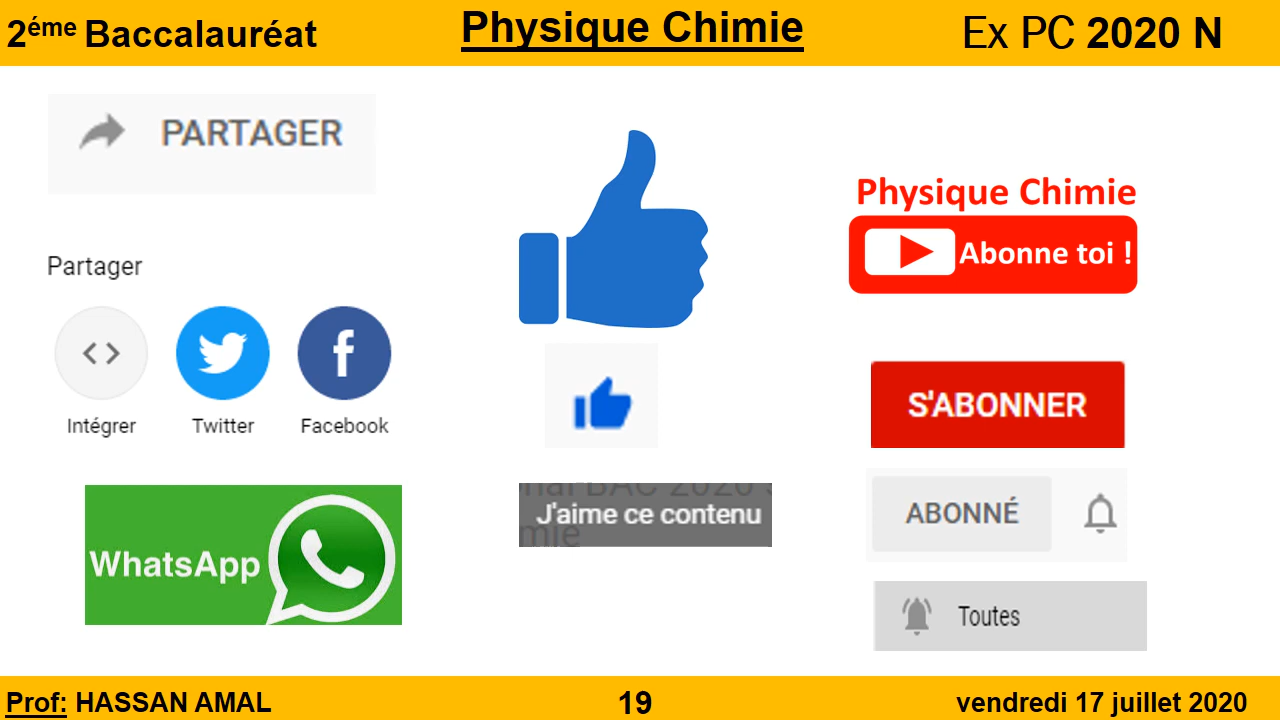 2éme Baccalauréat
Physique Chimie
Ex PC 2020 N
PARTAGER
Partager
Intégrer
Twitter
Facebook
WhatsApp
J'aime ce contenu
Physique Chimie
Abonne toi !
S'ABONNER
ABONNÉ
Toutes
Prof: HASSAN AMAL
19
vendredi 17 juillet 2020